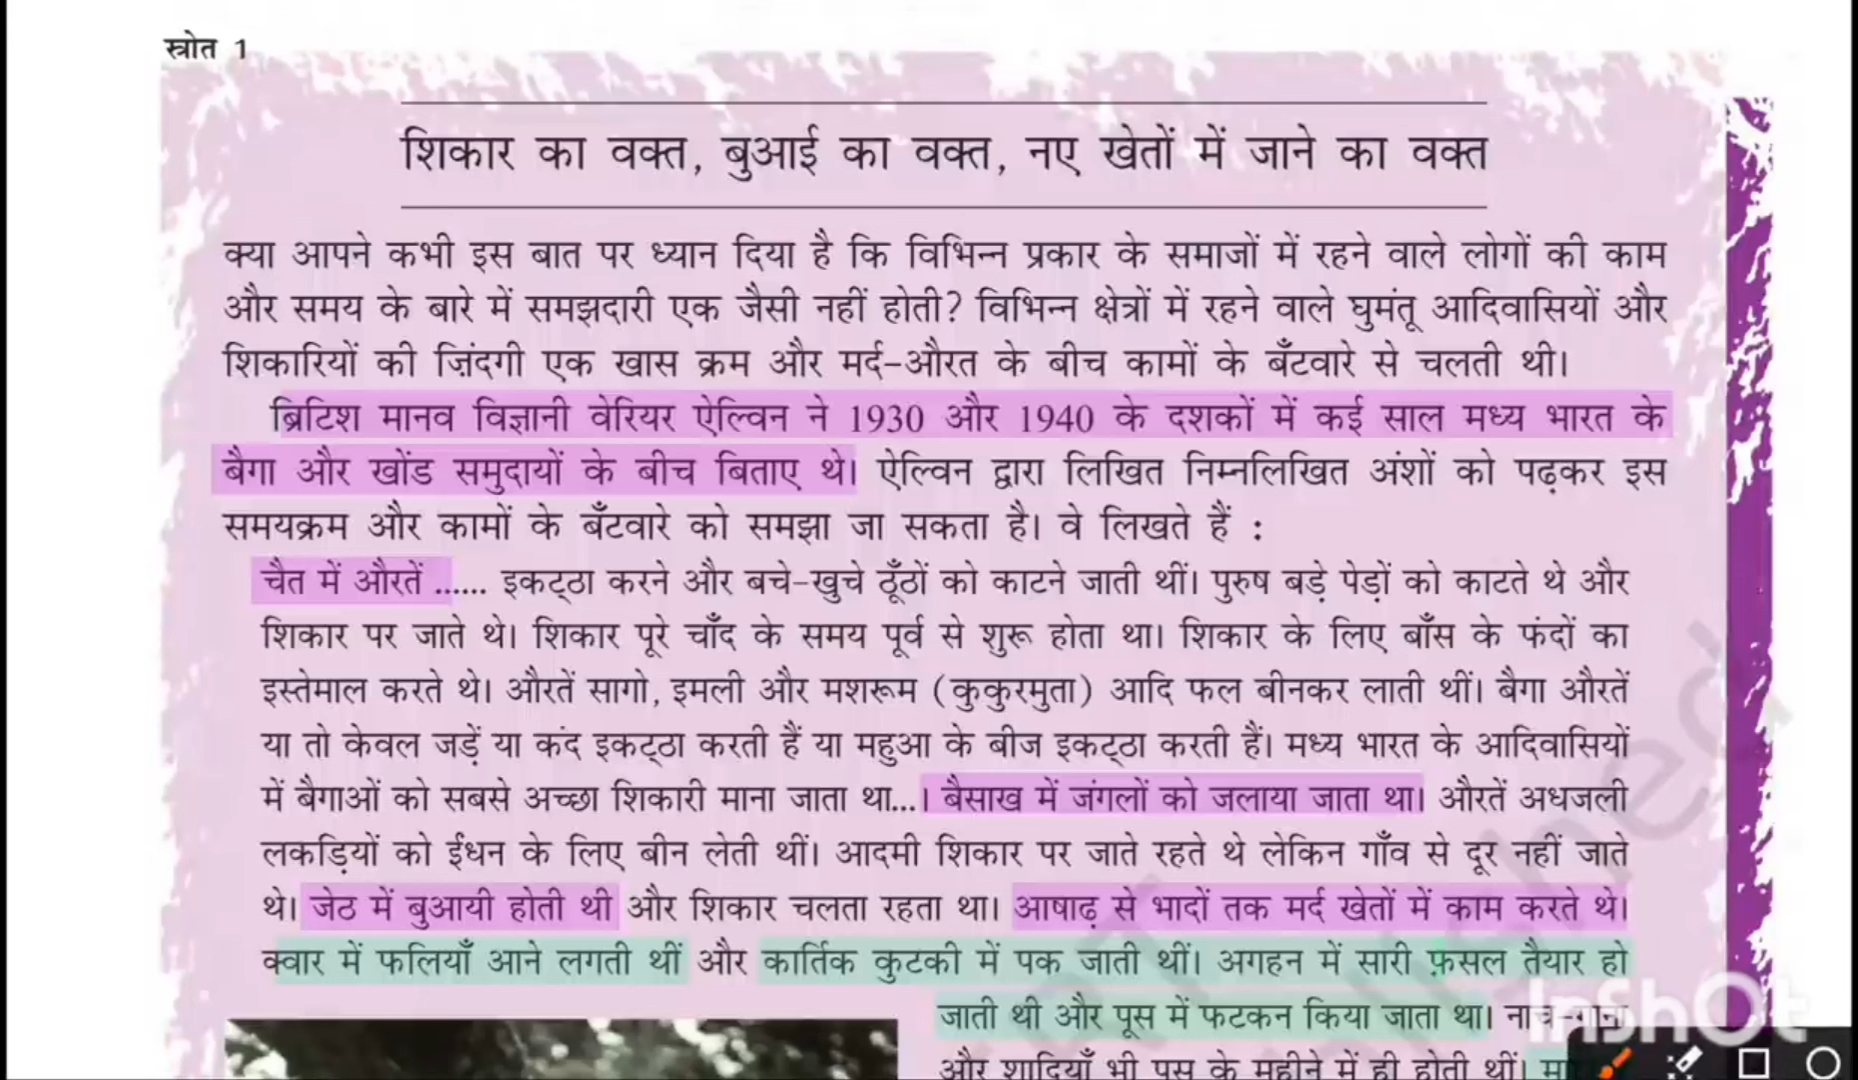 स्त्रोत 1
शिकार का वक्त, बुआई का वक्त, नए खेतों में जाने का वक्त
क्या आपने कभी इस बात पर ध्यान दिया है कि विभिन्न प्रकार के समाजों में रहने वाले लोगों की काम
और समय के बारे में समझदारी एक जैसी नहीं होती? विभिन्न क्षेत्रों में रहने वाले घुमंतू आदिवासियों और
शिकारियों की ज़िंदगी एक खास क्रम और मर्द-औरत के बीच कामों के बँटवारे से चलती थी।
ब्रिटिश मानव विज्ञानी वेरियर ऐल्विन ने 1930 और 1940 के दशकों में कई साल मध्य भारत के
बैगा और खोंड समुदायों के बीच बिताए थे। ऐल्विन द्वारा लिखित निम्नलिखित अंशों को पढ़कर इस
समयक्रम और कामों के बँटवारे को समझा जा सकता है। वे लिखते हैं :
चैत में औरतें ...... इकट्ठा करने और बचे-खुचे ठूँठों को काटने जाती थीं। पुरुष बड़े पेड़ों को काटते थे और
शिकार पर जाते थे। शिकार पूरे चाँद के समय पूर्व से शुरू होता था। शिकार के लिए बाँस के फंदों का
इस्तेमाल करते थे। औरतें सागो, इमली और मशरूम (कुकुरमुता) आदि फल बीनकर लाती थीं। बैगा औरतें
या तो केवल जड़ें या कंद इकट्ठा करती हैं या महुआ के बीज इकट्ठा करती हैं। मध्य भारत के आदिवासियों
में बैगाओं को सबसे अच्छा शिकारी माना जाता था...। बैसाख में जंगलों को जलाया जाता था। औरतें अधजली
लकड़ियों को ईंधन के लिए बीन लेती थीं। आदमी शिकार पर जाते रहते थे लेकिन गाँव से दूर नहीं जाते
थे। जेठ में बुआयी होती थी और शिकार चलता रहता था। आषाढ़ से भादों तक मर्द खेतों में काम करते थे।
क्वार में फलियाँ आने लगती थीं और कार्तिक कुटकी में पक जाती थीं। अगहन में सारी फ़सल तैयार हो
जाती थी और पूस में फटकन किया जाता था। नाच-गाना
और शादियाँ भी पूस के महीने में ही होती थीं।
InShOt